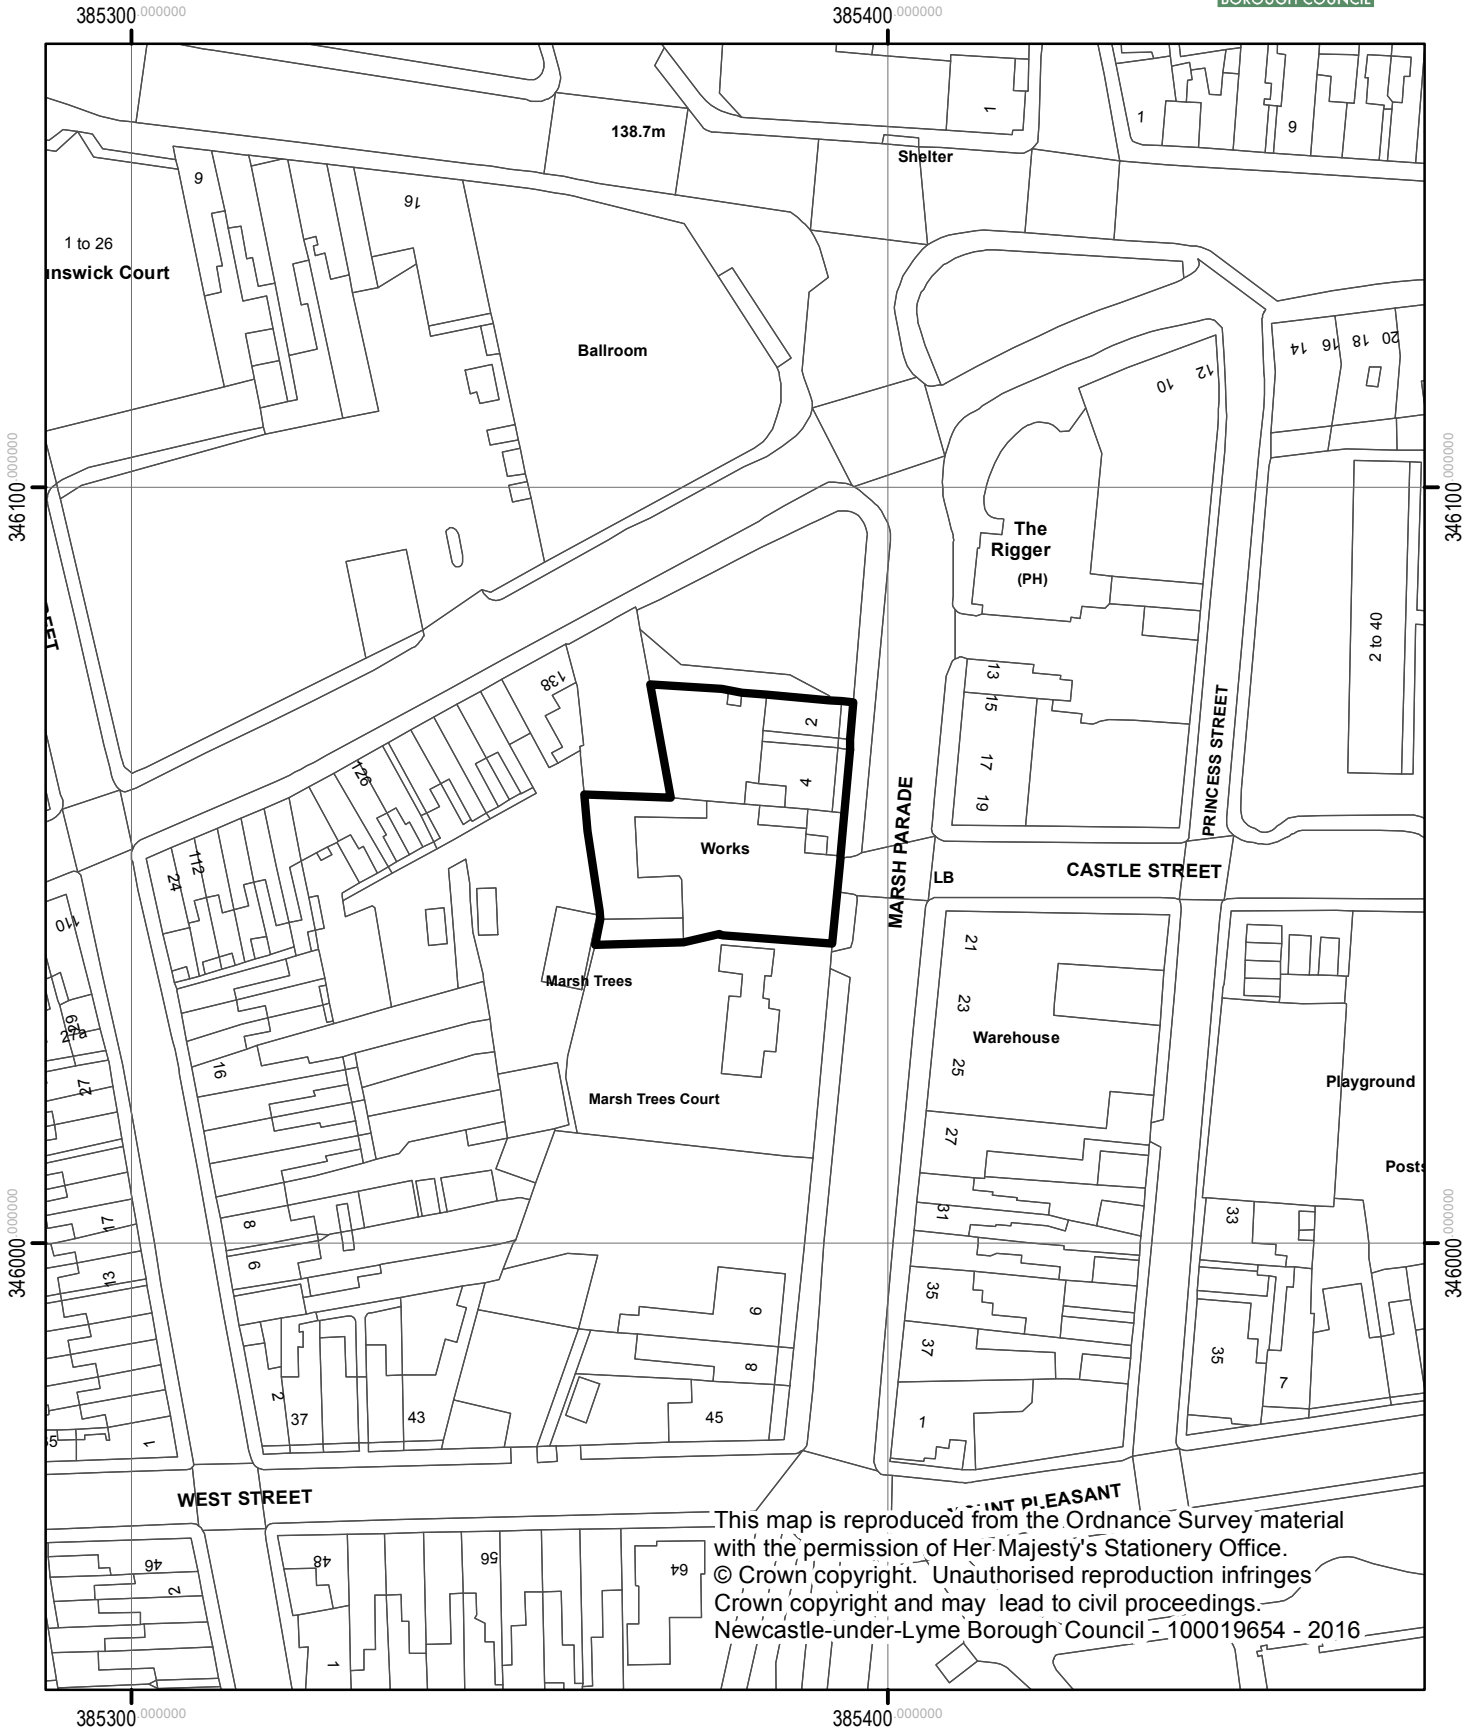 BOROUGH COUNCIL
385300.000000
385400.000000
138.7m
1
1
9
Shelter
9
16
1 to 26
nswick Court
Ballroom
14
16
18
20
10
12
346100.000000
346100.000000
The
Rigger
(PH)
2 to 40
EET
138
13
15
2
126
17
4
19
MARSH PARADE
PRINCESS STREET
Works
112
24
CASTLE STREET
LB
110
21
Marsh Trees
23
27a
Warehouse
16
25
27
Playground
Marsh Trees Court
27
Posts
17
8
31
33
346000.000000
346000.000000
6
13
35
6
37
8
35
2
7
37
43
45
1
1
WEST STREET
MOUNT PLEASANT
46
48
56
64
2
1
This map is reproduced from the Ordnance Survey material
with the permission of Her Majesty's Stationery Office.
© Crown copyright. Unauthorised reproduction infringes
Crown copyright and may lead to civil proceedings.
Newcastle-under-Lyme Borough Council - 100019654 - 2016
385300.000000
385400.000000